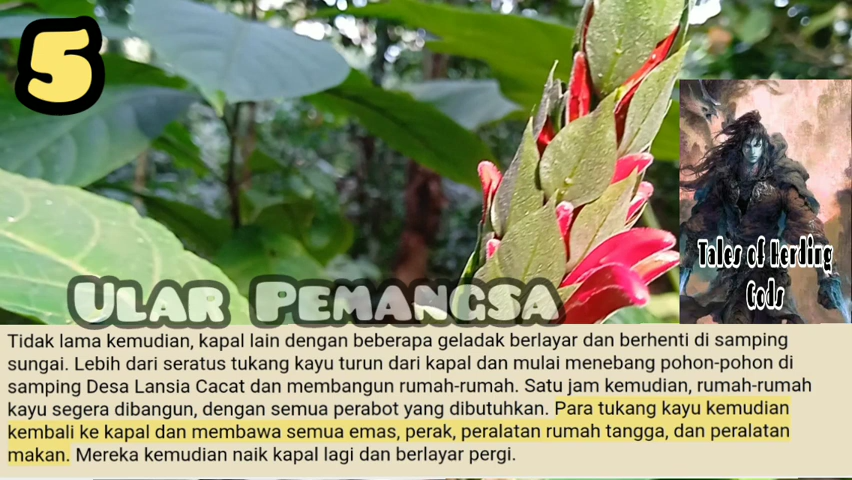 5
ULAR PEMANGSA
Tales of Herding
Gods
Tidak lama kemudian, kapal lain dengan beberapa geladak berlayar dan berhenti di samping
sungai. Lebih dari seratus tukang kayu turun dari kapal dan mulai menebang pohon-pohon di
samping Desa Lansia Cacat dan membangun rumah-rumah. Satu jam kemudian, rumah-rumah
kayu segera dibangun, dengan semua perabot yang dibutuhkan. Para tukang kayu kemudian
kembali ke kapal dan membawa semua emas, perak, peralatan rumah tangga, dan peralatan
makan. Mereka kemudian naik kapal lagi dan berlayar pergi.